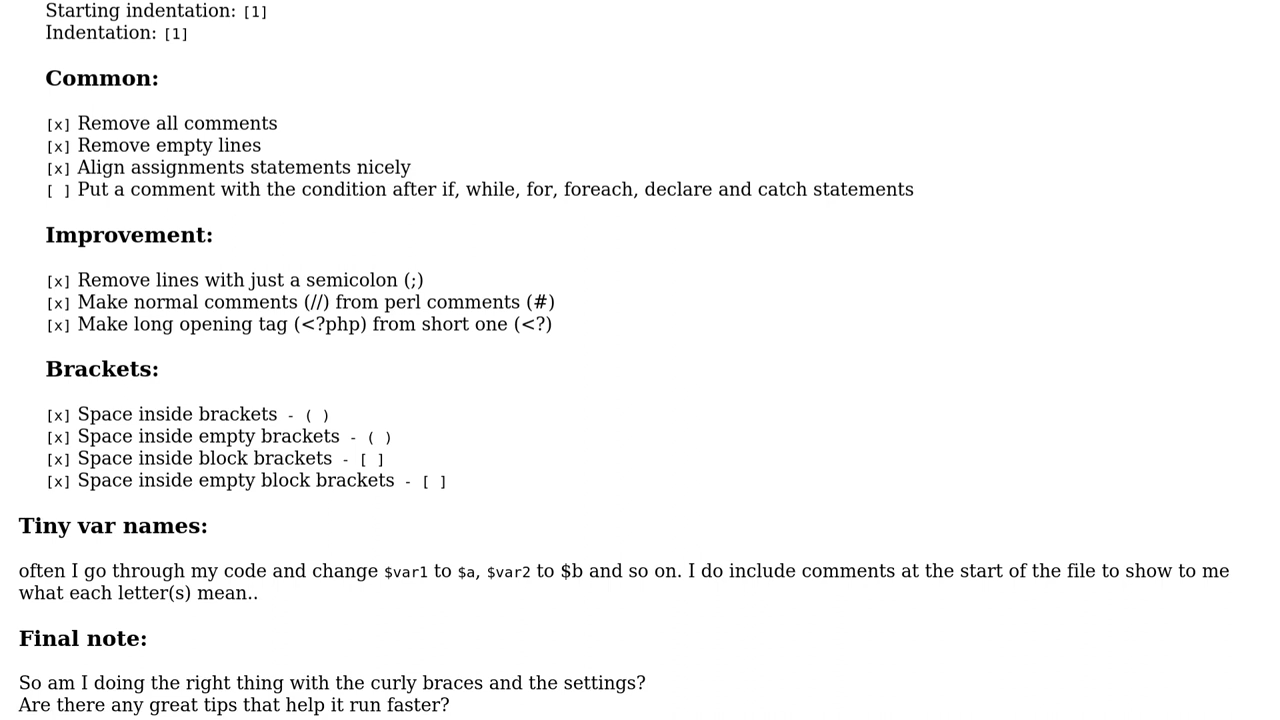 Starting indentation: [1]
Indentation: [1]
Common:
[x] Remove all comments
[x] Remove empty lines
[x] Align assignments statements nicely
[ ] Put a comment with the condition after if, while, for, foreach, declare and catch statements
Improvement:
[x] Remove lines with just a semicolon (;)
[x] Make normal comments (//) from perl comments (#)
[x] Make long opening tag (<?php) from short one (<?)
Brackets:
[x] Space inside brackets - ( )
[x] Space inside empty brackets - ( )
[x] Space inside block brackets - [ ]
[x] Space inside empty block brackets - [ ]
Tiny var names:
often I go through my code and change $var1 to $a, $var2 to $b and so on. I do include comments at the start of the file to show to me
what each letter(s) mean..
Final note:
So am I doing the right thing with the curly braces and the settings?
Are there any great tips that help it run faster?